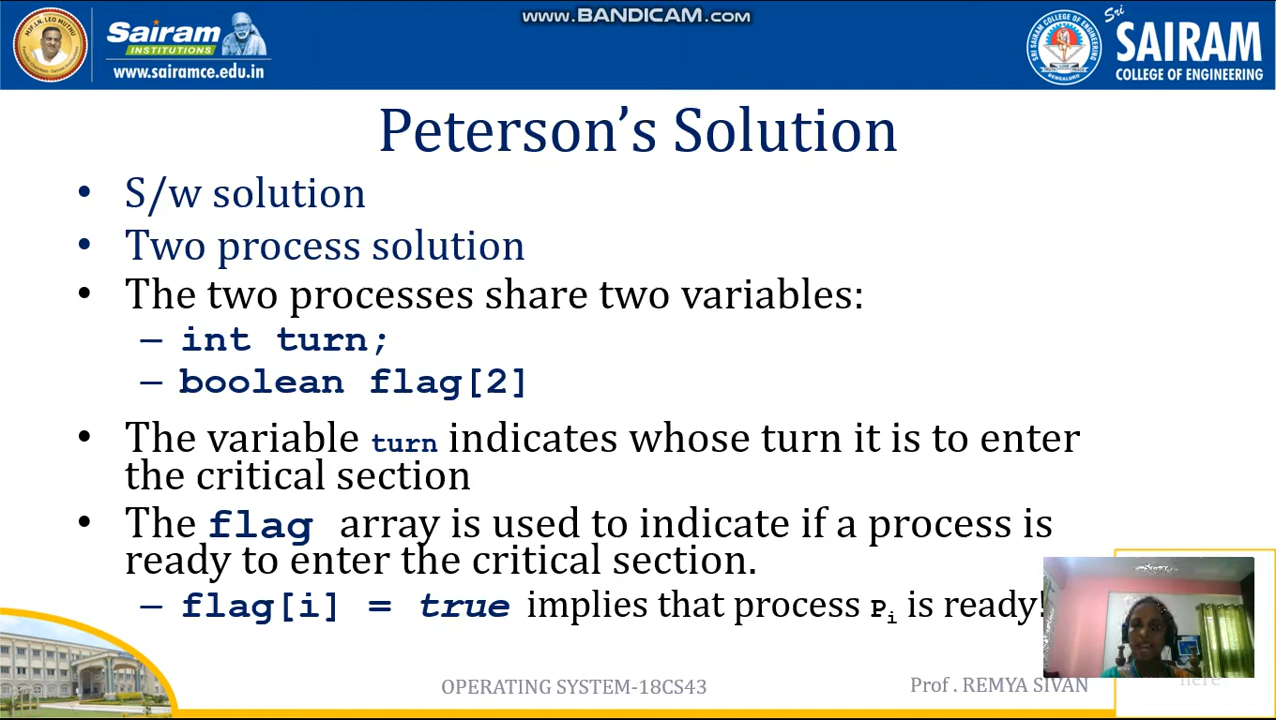 www.BANDICAM.com
Sairam
INSTITUTIONS
www.sairamce.edu.in
Sri
SAIRAM
COLLEGE OF ENGINEERING
Peterson's Solution
• S/w solution
• Two process solution
• The two processes share two variables:
– int turn;
– boolean flag[2]
• The variable turn indicates whose turn it is to enter
the critical section
• The flag array is used to indicate if a process is
ready to enter the critical section.
– flag[i] = true implies that process Pi is ready!
OPERATING SYSTEM-18CS43
Prof . REMYA SIVAN
here